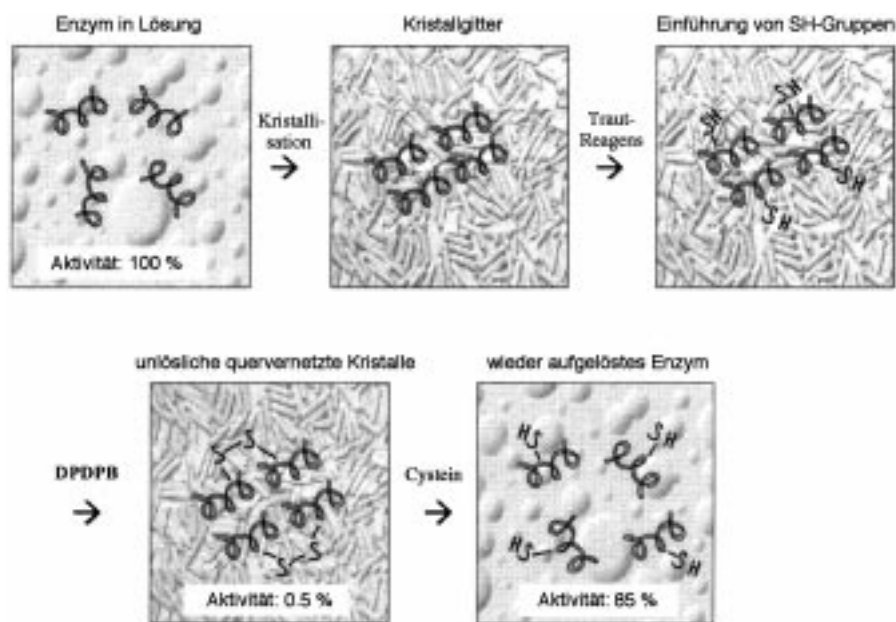 Enzym in Lösung
Kristallgitter
Einführung von SH-Gruppen
Kristalli-
sation
Traut-
Reagens
SH
SH
SH
SH
Aktivität: 100 %
unlösliche quervernetzte Kristalle
wieder aufgelöstes Enzym
DPDPB
S
S
S
S
Aktivität: 0.5 %
Cystein
HS
SH
HS
SH
Aktivität: 85 %